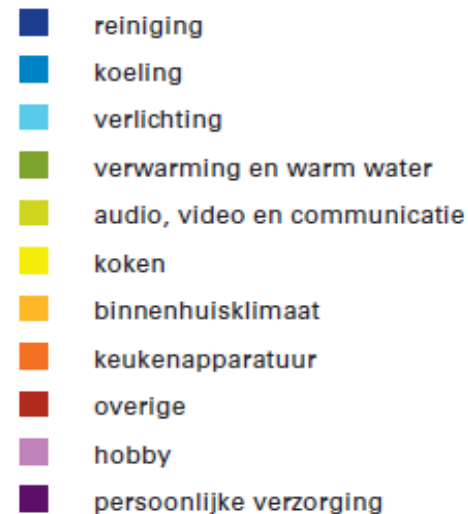 reiniging
koeling
verlichting
verwarming en warm water
audio, video en communicatie
koken
binnenhuisklimaat
keukenapparatuur
overige
hobby
persoonlijke verzorging